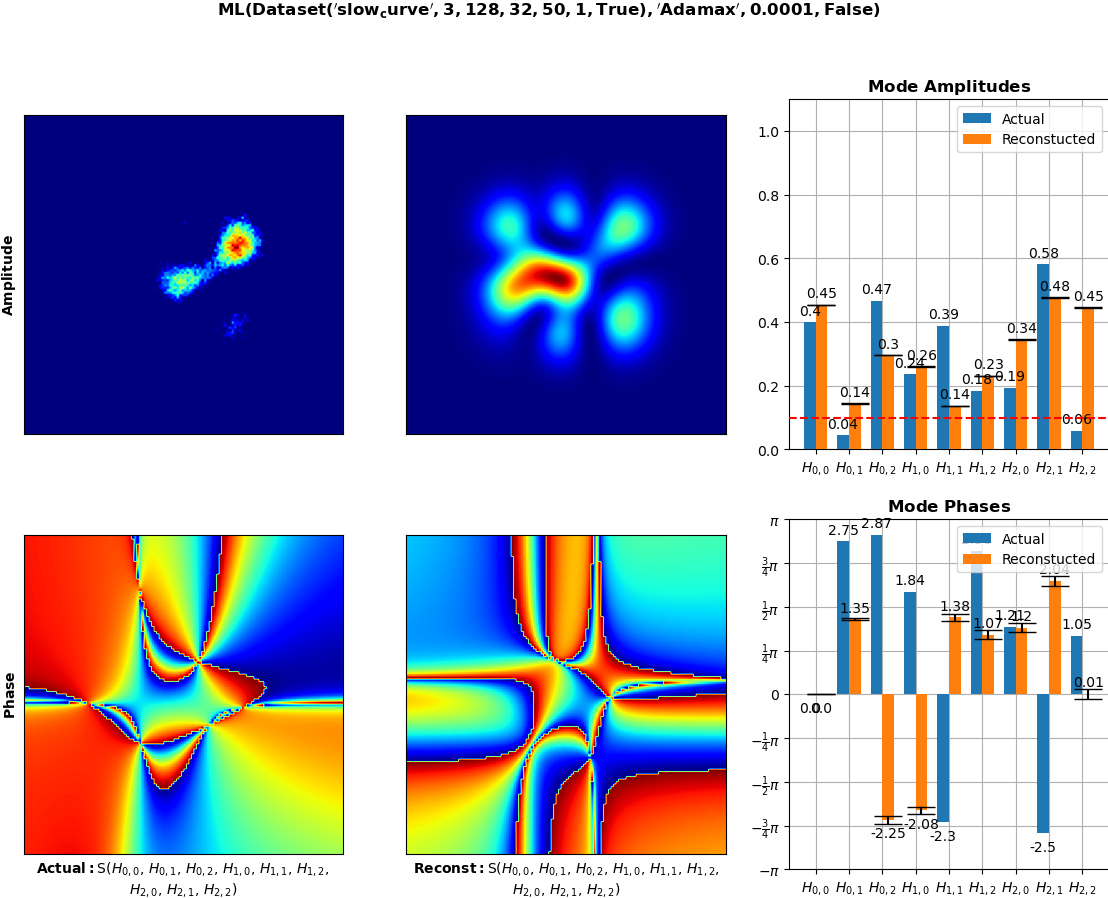 ML(Dataset('slow_curve', 3, 128, 32, 50, 1, True), 'Adamax', 0.0001, False)
Amplitude
Mode Amplitudes
Actual
Reconstucted
1.0
0.8
0.6
0.4
0.2
0.0
0.4 0.45 0.04 0.14 0.47 0.3 0.24 0.26 0.39 0.14 0.18 0.23 0.19 0.34 0.58 0.48 0.06 0.45
H0,0 H0,1 H0,2 H1,0 H1,1 H1,2 H2,0 H2,1 H2,2
Phase
Mode Phases
Actual
Reconstucted
π
3/4π
1/2π
1/4π
0
−1/4π
−1/2π
−3/4π
−π
0.0 0.0 2.75 1.35 2.87 -2.25 1.84 -2.08 -2.3 1.38 1.07 1.21 1.2 -2.5 2.04 1.05 0.01
H0,0 H0,1 H0,2 H1,0 H1,1 H1,2 H2,0 H2,1 H2,2
Actual: S(H0,0, H0,1, H0,2, H1,0, H1,1, H1,2,
H2,0, H2,1, H2,2)
Reconst: S(H0,0, H0,1, H0,2, H1,0, H1,1, H1,2,
H2,0, H2,1, H2,2)